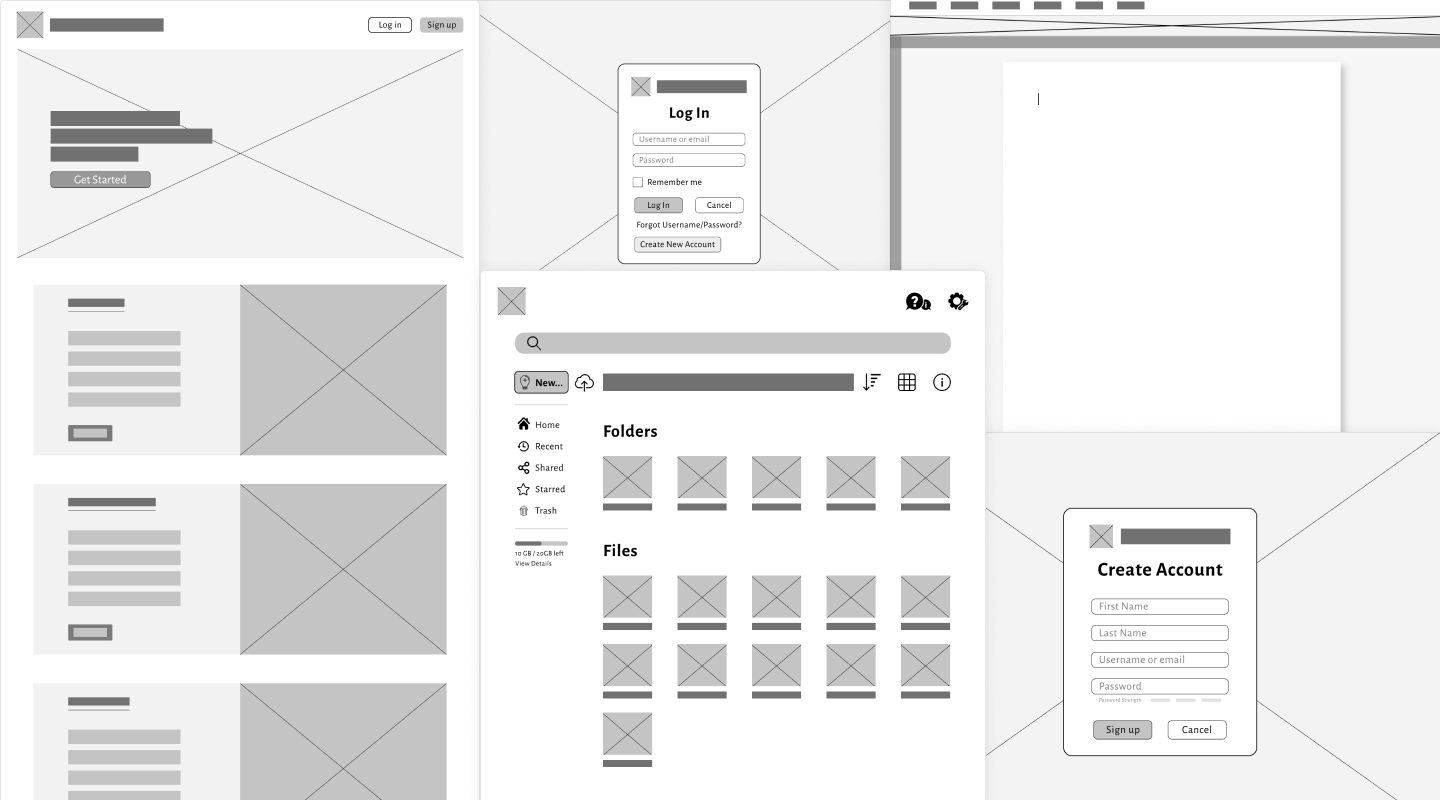 Log in
Sign up
Get Started
Log In
Username or email
Password
Remember me
Log In
Cancel
Forgot Username/Password?
Create New Account
New...
Home
Recent
Shared
Starred
Trash
10 GB / 20GB left
View Details
Folders
Files
Create Account
First Name
Last Name
Username or email
Password
Password Strength
Sign up
Cancel